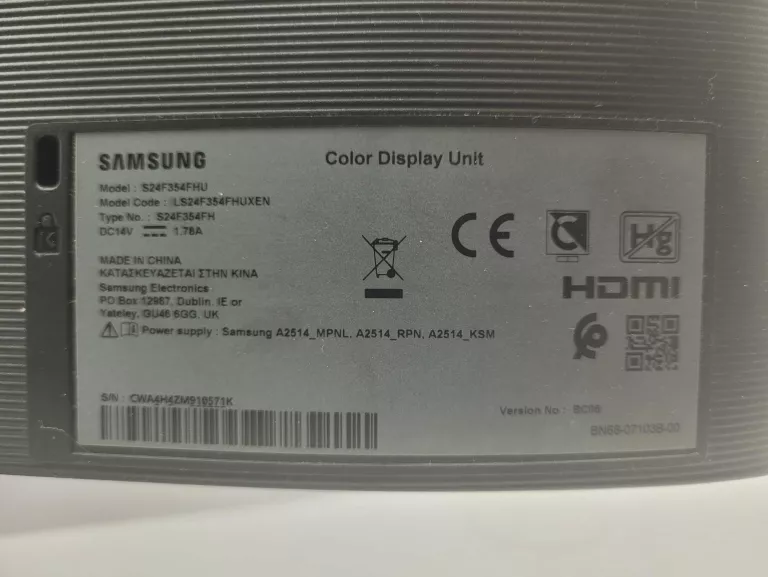 SAMSUNG
Color Display Unit
Model : S24F354FHU
Model Code : LS24F354FHUXEN
Type No. : S24F354FH
DC14V 1.78A
MADE IN CHINA
ΚΑΤΑΣΚΕΥΑΖΕΤΑΙ ΣΤΗΝ ΚΙΝΑ
Samsung Electronics
PO Box 12987, Dublin. IE or
Yateley, GU46 6GG. UK
Power supply : Samsung A2514_MPNL, A2514_RPN, A2514_KSM
CE
Hg
HDMI
S/N : CWA4H4ZM910571K
Version No : BC08
BN68-07103B-00